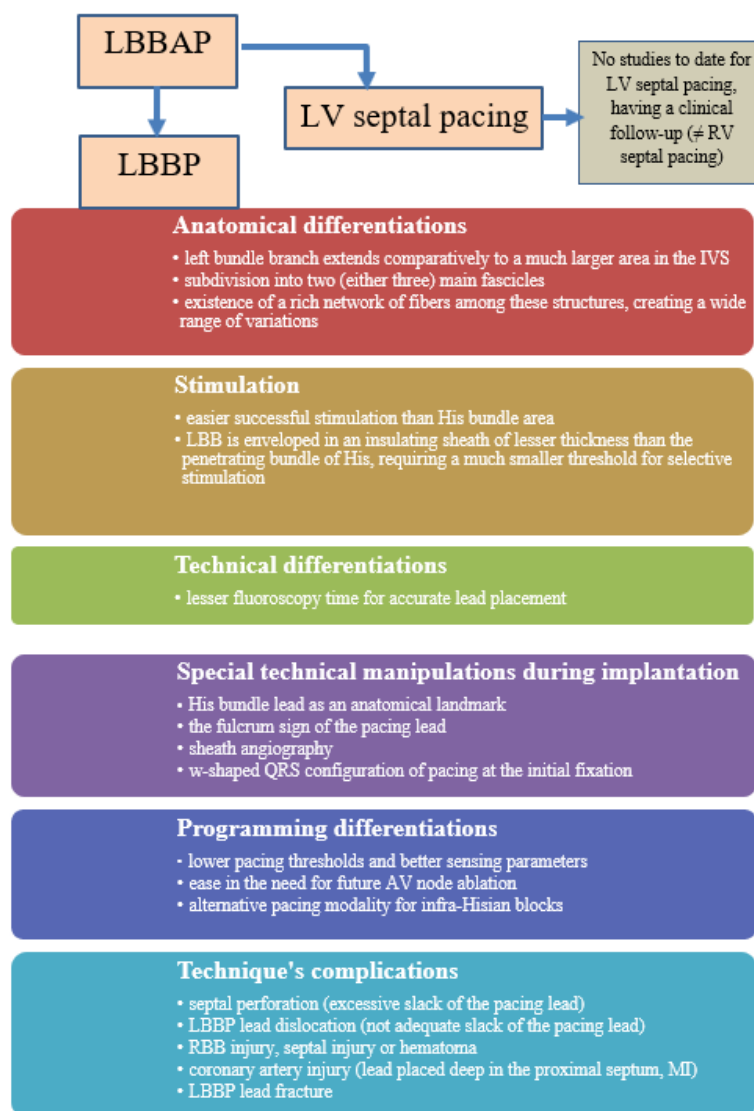 LBBAP
LV septal pacing
No studies to date for
LV septal pacing,
having a clinical
follow-up (≠ RV
septal pacing)
LBBP
Anatomical differentiations
• left bundle branch extends comparatively to a much larger area in the IVS
• subdivision into two (either three) main fascicles
• existence of a rich network of fibers among these structures, creating a wide
range of variations
Stimulation
• easier successful stimulation than His bundle area
• LBB is enveloped in an insulating sheath of lesser thickness than the
penetrating bundle of His, requiring a much smaller threshold for selective
stimulation
Technical differentiations
• lesser fluoroscopy time for accurate lead placement
Special technical manipulations during implantation
• His bundle lead as an anatomical landmark
• the fulcrum sign of the pacing lead
• sheath angiography
• w-shaped QRS configuration of pacing at the initial fixation
Programming differentiations
• lower pacing thresholds and better sensing parameters
• ease in the need for future AV node ablation
• alternative pacing modality for infra-Hisian blocks
Technique's complications
• septal perforation (excessive slack of the pacing lead)
• LBBP lead dislocation (not adequate slack of the pacing lead)
• RBB injury, septal injury or hematoma
• coronary artery injury (lead placed deep in the proximal septum, MI)
• LBBP lead fracture